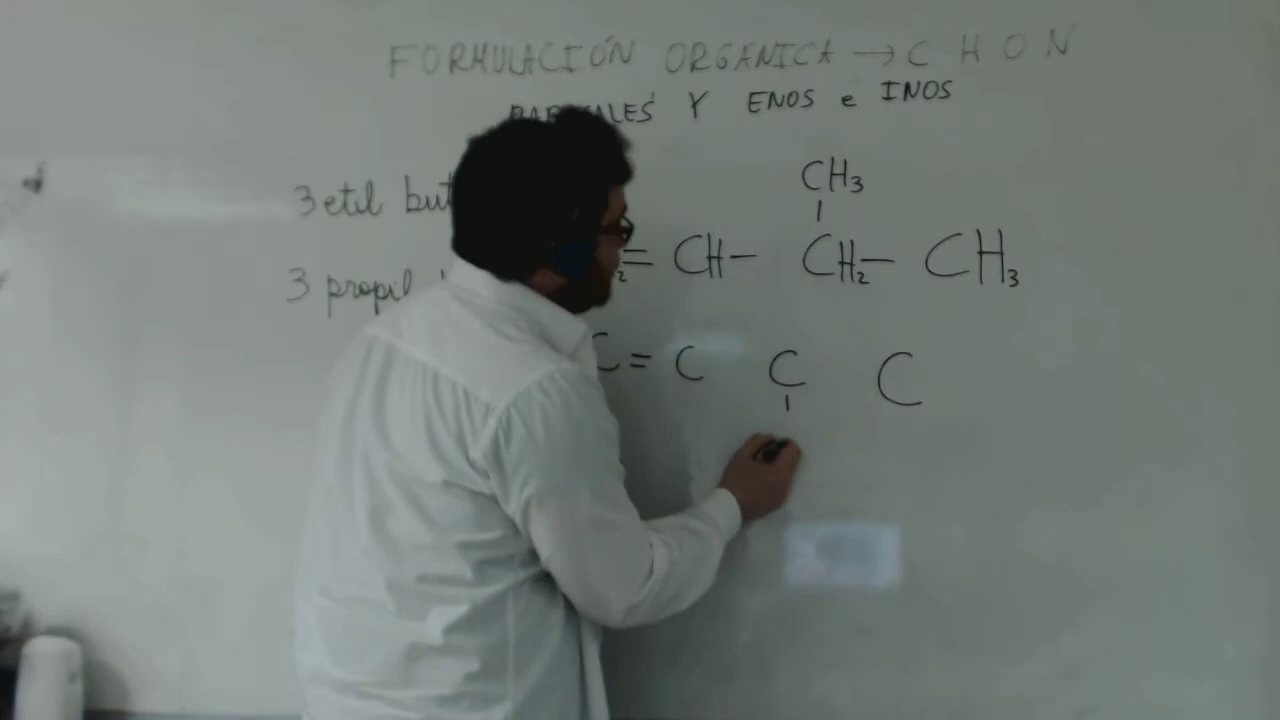 FORMULACIÓN ORGANICA → C H O N
Y ENOS e INOS
3 etil
CH3
= CH- CH2- CH3
3 propil
C = C C C